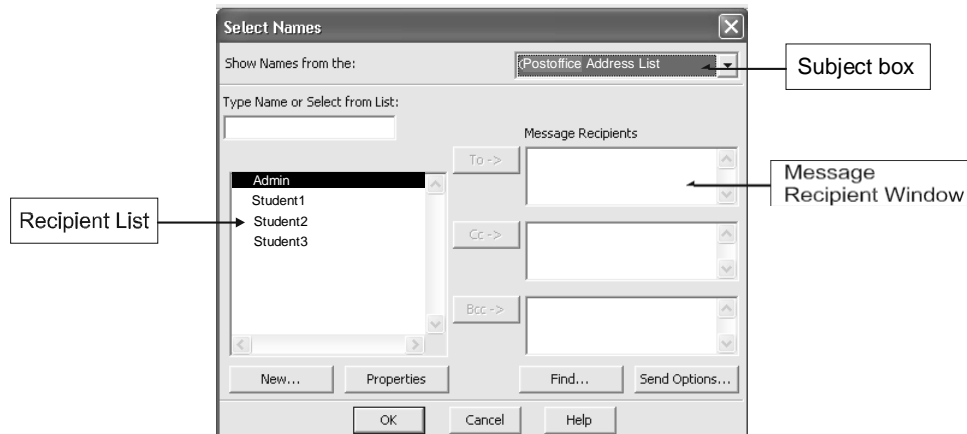 Select Names
Show Names from the:
(Postoffice Address List
Subject box
Type Name or Select from List:
Message Recipients
To ->
Message
Recipient Window
Admin
Student1
Recipient List
Student2
Student3
Cc ->
Bcc ->
New...
Properties
Find...
Send Options...
OK
Cancel
Help